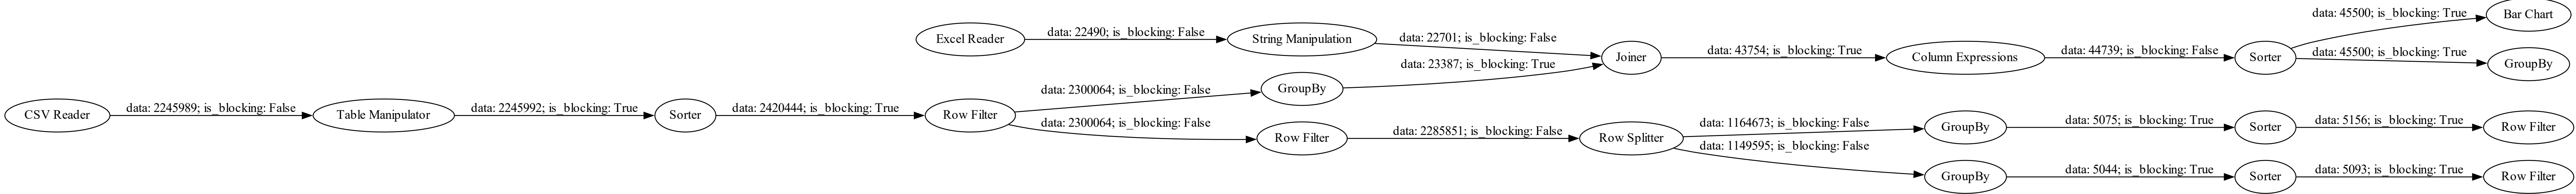 data: 45500; is_blocking: True
Bar Chart
Excel Reader
data: 22490; is_blocking: False
String Manipulation
data: 22701; is_blocking: False
Joiner
data: 43754; is_blocking: True
Column Expressions
data: 44739; is_blocking: False
Sorter
data: 45500; is_blocking: True
GroupBy
data: 23387; is_blocking: True
CSV Reader
data: 2245989; is_blocking: False
Table Manipulator
data: 2245992; is_blocking: True
Sorter
data: 2420444; is_blocking: True
Row Filter
data: 2300064; is_blocking: False
GroupBy
data: 2300064; is_blocking: False
Row Filter
data: 2285851; is_blocking: False
Row Splitter
data: 1164673; is_blocking: False
GroupBy
data: 5075; is_blocking: True
Sorter
data: 5156; is_blocking: True
Row Filter
data: 1149595; is_blocking: False
GroupBy
data: 5044; is_blocking: True
Sorter
data: 5093; is_blocking: True
Row Filter